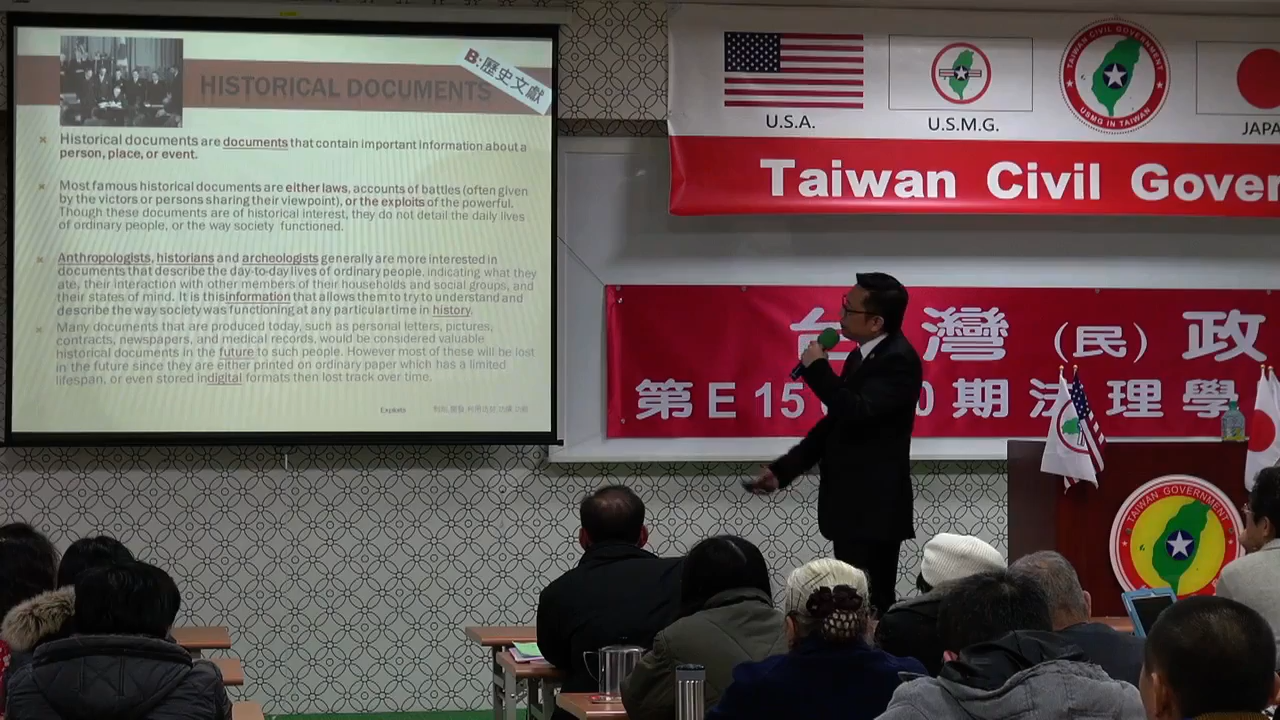 HISTORICAL DOCUMENTS
B:歷史文獻
Historical documents are documents that contain important information about a
person, place, or event.
Most famous historical documents are either laws, accounts of battles (often given
by the victors or persons sharing their viewpoint), or the exploits of the powerful.
Though these documents are of historical interest, they do not detail the daily lives
of ordinary people, or the way society functioned.
Anthropologists, historians and archeologists generally are more interested in
documents that describe the day-to-day lives of ordinary people, indicating what they
ate, their interaction with other members of their households and social groups, and
their states of mind. It is thisinformation that allows them to try to understand and
describe the way society was functioning at any particular time in history.
Many documents that are produced today, such as personal letters, pictures,
contracts, newspapers, and medical records, would be considered valuable
historical documents in the future to such people. However most of these will be lost
in the future since they are either printed on ordinary paper which has a limited
lifespan, or even stored indigital formats then lost track over time.
Exploits
U.S.A.
U.S.M.G.
TAIWAN CIVIL GOVERNMENT
USMG IN TAIWAN
JAPA
Taiwan Civil Gover
台灣(民)政
第E15 0期法理學
TAIWAN GOVERNMENT